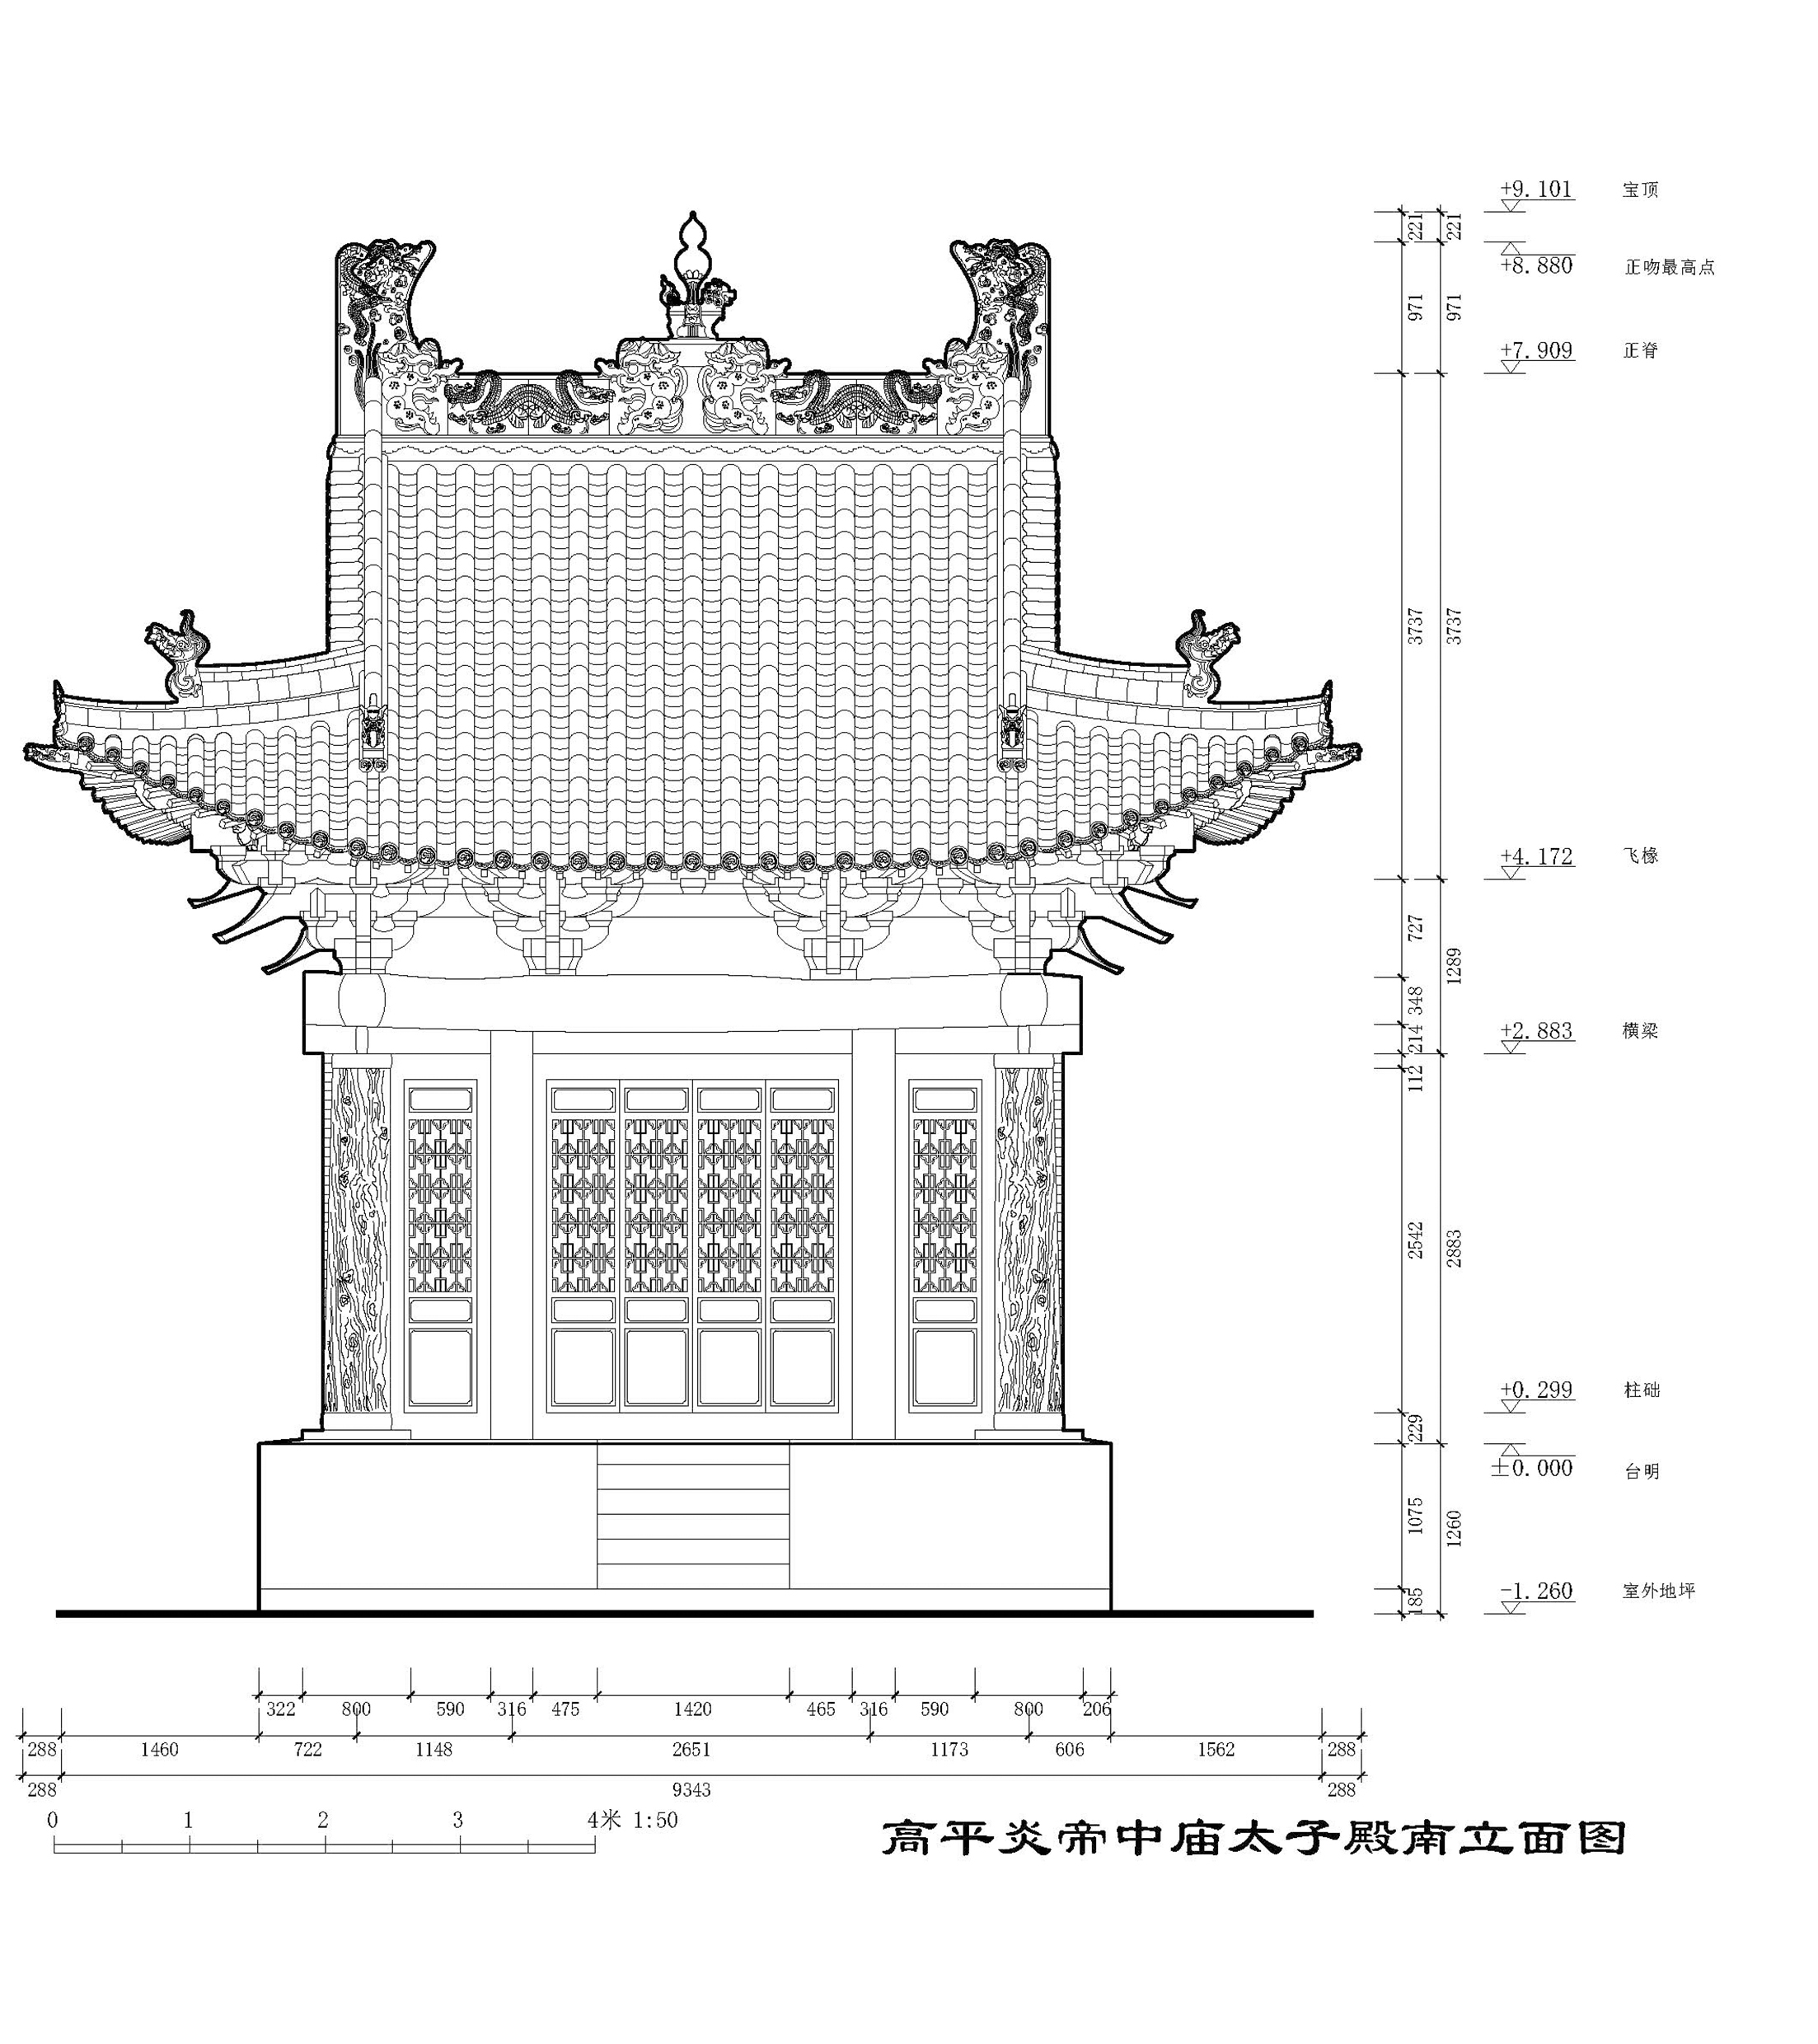 +9.101 宝顶
221 221
+8.880 正吻最高点
971 971
+7.909 正脊
3737 3737
+4.172 飞椽
727
1289
348
+2.883 横梁
214
112
2542 2883
+0.299 柱础
229
±0.000 台明
1075 1260
-1.260 室外地坪
185
322 800 590 316 475 1420 465 316 590 800 206
288 1460 722 1148 2651 1173 606 1562 288
288 9343 288
0 1 2 3 4米 1:50
高平炎帝中庙太子殿南立面图